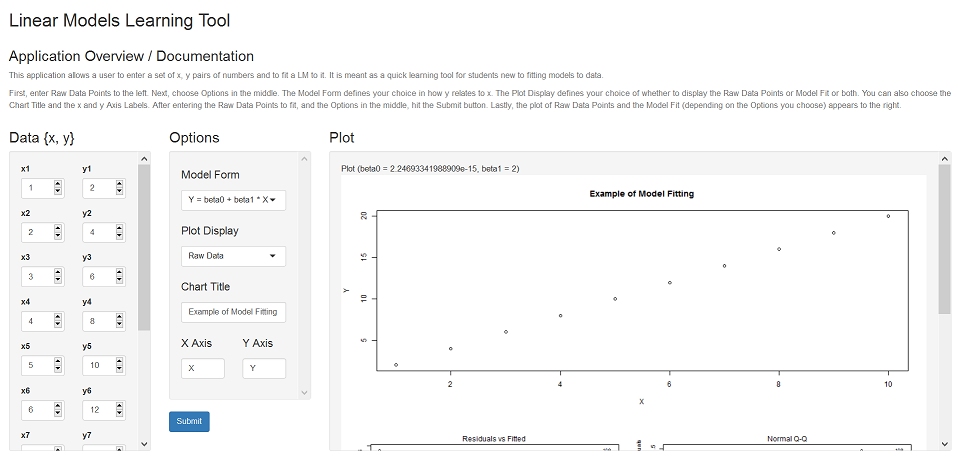 Linear Models Learning Tool
Application Overview / Documentation
This application allows a user to enter a set of x, y pairs of numbers and to fit a LM to it. It is meant as a quick learning tool for students new to fitting models to data.
First, enter Raw Data Points to the left. Next, choose Options in the middle. The Model Form defines your choice in how y relates to x. The Plot Display defines your choice of whether to display the Raw Data Points or Model Fit or both. You can also choose the
Chart Title and the x and y Axis Labels. After entering the Raw Data Points to fit, and the Options in the middle, hit the Submit button. Lastly, the plot of Raw Data Points and the Model Fit (depending on the Options you choose) appears to the right.
Data {x, y}
x1 y1
1 2
x2 y2
2 4
x3 y3
3 6
x4 y4
4 8
x5 y5
5 10
x6 y6
6 12
x7 y7
Options
Model Form
Y = beta0 + beta1 * X
Plot Display
Raw Data
Chart Title
Example of Model Fitting
X Axis Y Axis
X Y
Submit
Plot
Plot (beta0 = 2.24693341988909e-15, beta1 = 2)
Example of Model Fitting
20
15
10
5
Y
2 4 6 8 10
X
Residuals vs Fitted
Normal Q-Q